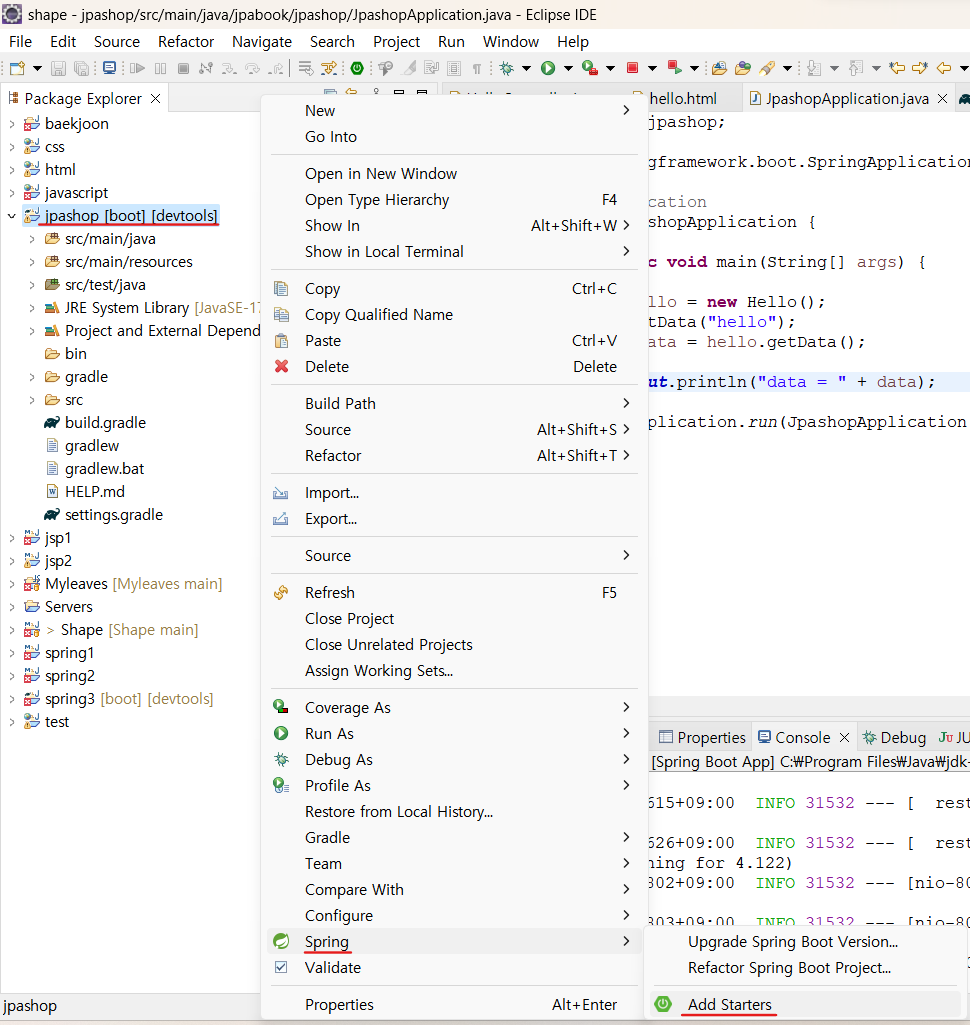 shape - jpashop/src/main/java/jpabook/jpashop/JpashopApplication.java - Eclipse IDE
File Edit Source Refactor Navigate Search Project Run Window Help
Package Explorer
hello.html
JpashopApplication.java
baekjoon
css
html
javascript
jpashop [boot] [devtools]
src/main/java
src/main/resources
src/test/java
JRE System Library [JavaSE-17
Project and External Depend
bin
gradle
src
build.gradle
gradlew
gradlew.bat
HELP.md
settings.gradle
jsp1
jsp2
Myleaves [Myleaves main]
Servers
> Shape [Shape main]
spring1
spring2
spring3 [boot] [devtools]
test
jpashop
New
Go Into
Open in New Window
Open Type Hierarchy F4
Show In Alt+Shift+W
Show in Local Terminal
Copy Ctrl+C
Copy Qualified Name
Paste Ctrl+V
Delete Delete
Build Path
Source Alt+Shift+S
Refactor Alt+Shift+T
Import...
Export...
Source
Refresh F5
Close Project
Close Unrelated Projects
Assign Working Sets...
Coverage As
Run As
Debug As
Profile As
Restore from Local History...
Gradle
Team
Compare With
Configure
Spring
Validate
Properties Alt+Enter
Upgrade Spring Boot Version...
Refactor Spring Boot Project...
Add Starters
jpashop;
gframework.boot.SpringApplication
cation
shopApplication {
c void main(String[] args) {
llo = new Hello();
tData("hello");
ata = hello.getData();
ut.println("data = " + data);
plication.run(JpashopApplication
Properties Console Debug Ju JU
[Spring Boot App] C:₩Program Files₩Java₩jdk-
615+09:00 INFO 31532 --- [ rest
626+09:00 INFO 31532 --- [ rest
ning for 4.122)
302+09:00 INFO 31532 --- [nio-80
303+09:00 INFO 31532 --- [nio-80